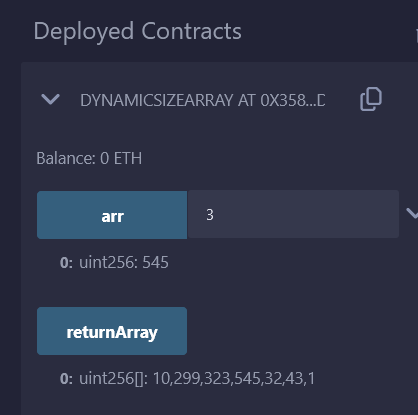 Deployed Contracts
DYNAMICSIZEARRAY AT 0X358...D
Balance: 0 ETH
arr 3
0: uint256: 545
returnArray
0: uint256[]: 10,299,323,545,32,43,1